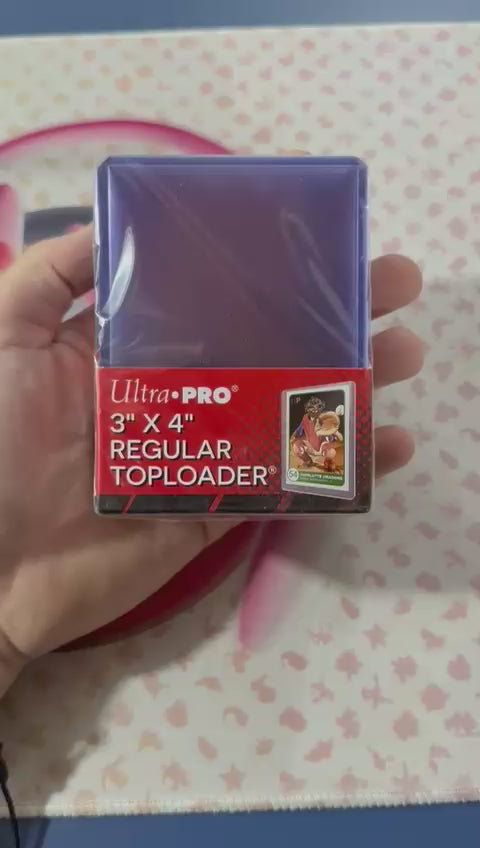 Ultra•PRO®
3" X 4"
REGULAR
TOPLOADER®